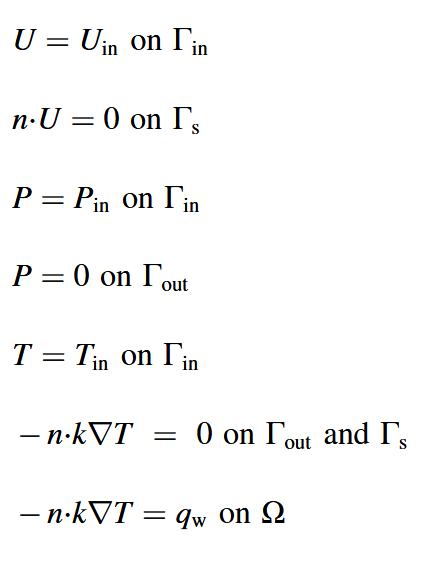 U = U_in on Γ_in
n·U = 0 on Γ_s
P = P_in on Γ_in
P = 0 on Γ_out
T = T_in on Γ_in
−n·k∇T = 0 on Γ_out and Γ_s
−n·k∇T = q_w on Ω